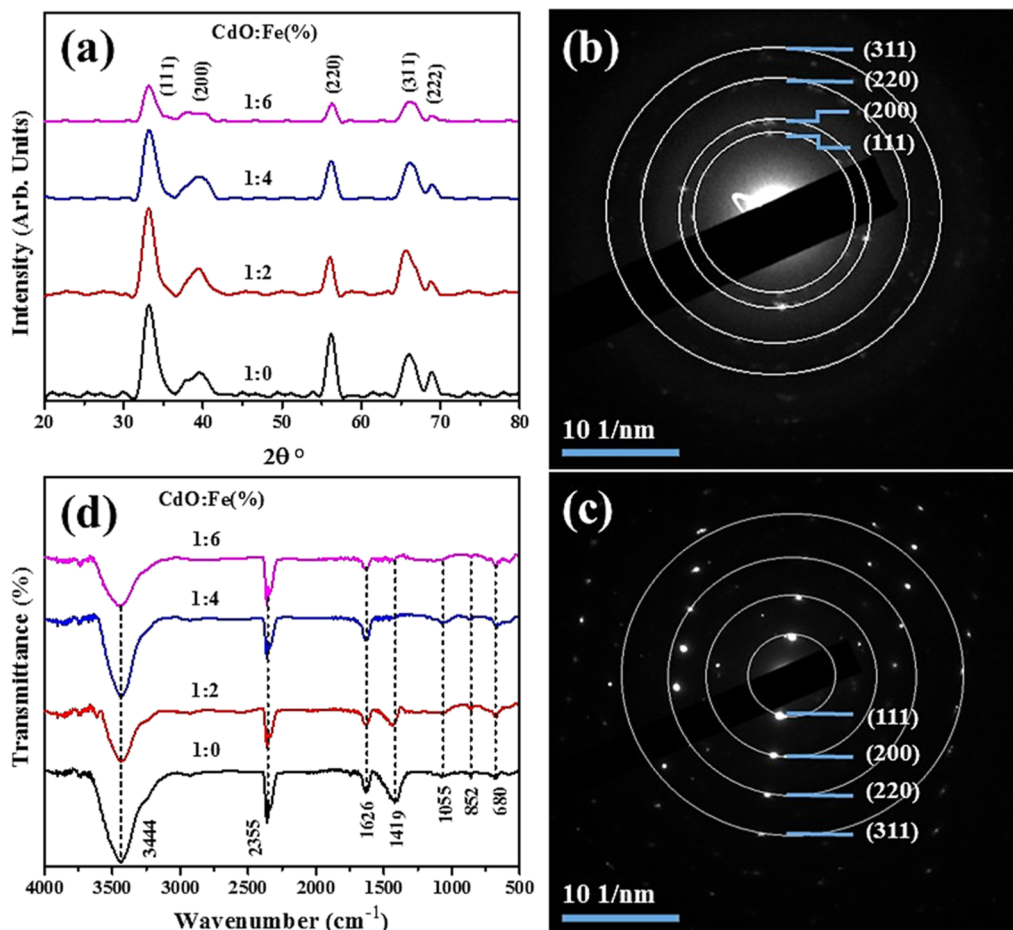 (a)
CdO:Fe(%)
(111)
(200)
(220)
(311)
(222)
1:6
1:4
1:2
1:0
Intensity (Arb. Units)
20 30 40 50 60 70 80
2θ °
(b)
(311)
(220)
(200)
(111)
10 1/nm
(d)
CdO:Fe(%)
1:6
1:4
1:2
1:0
3444
2355
1626
1419
1055
852
680
Transmittance (%)
4000 3500 3000 2500 2000 1500 1000 500
Wavenumber (cm⁻¹)
(c)
(111)
(200)
(220)
(311)
10 1/nm